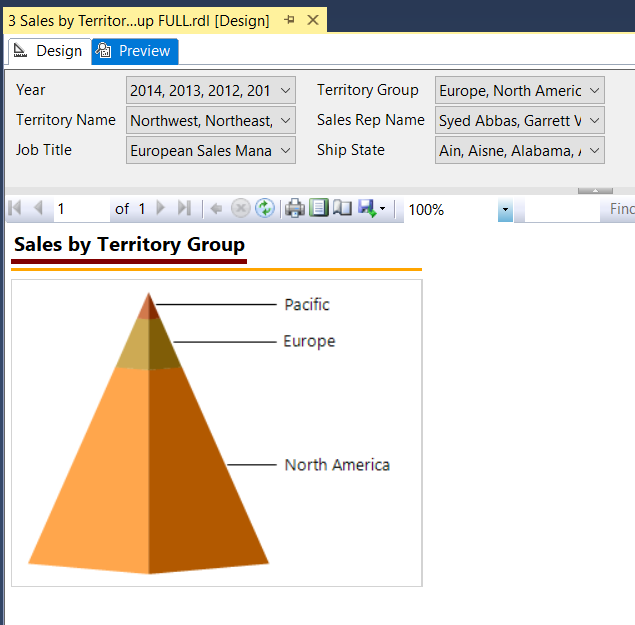 3 Sales by Territor...up FULL.rdl [Design]
Design Preview
Year 2014, 2013, 2012, 201 Territory Group Europe, North Americ
Territory Name Northwest, Northeast, Sales Rep Name Syed Abbas, Garrett V
Job Title European Sales Mana Ship State Ain, Aisne, Alabama, A
1 of 1 100% Find
Sales by Territory Group
Pacific
Europe
North America